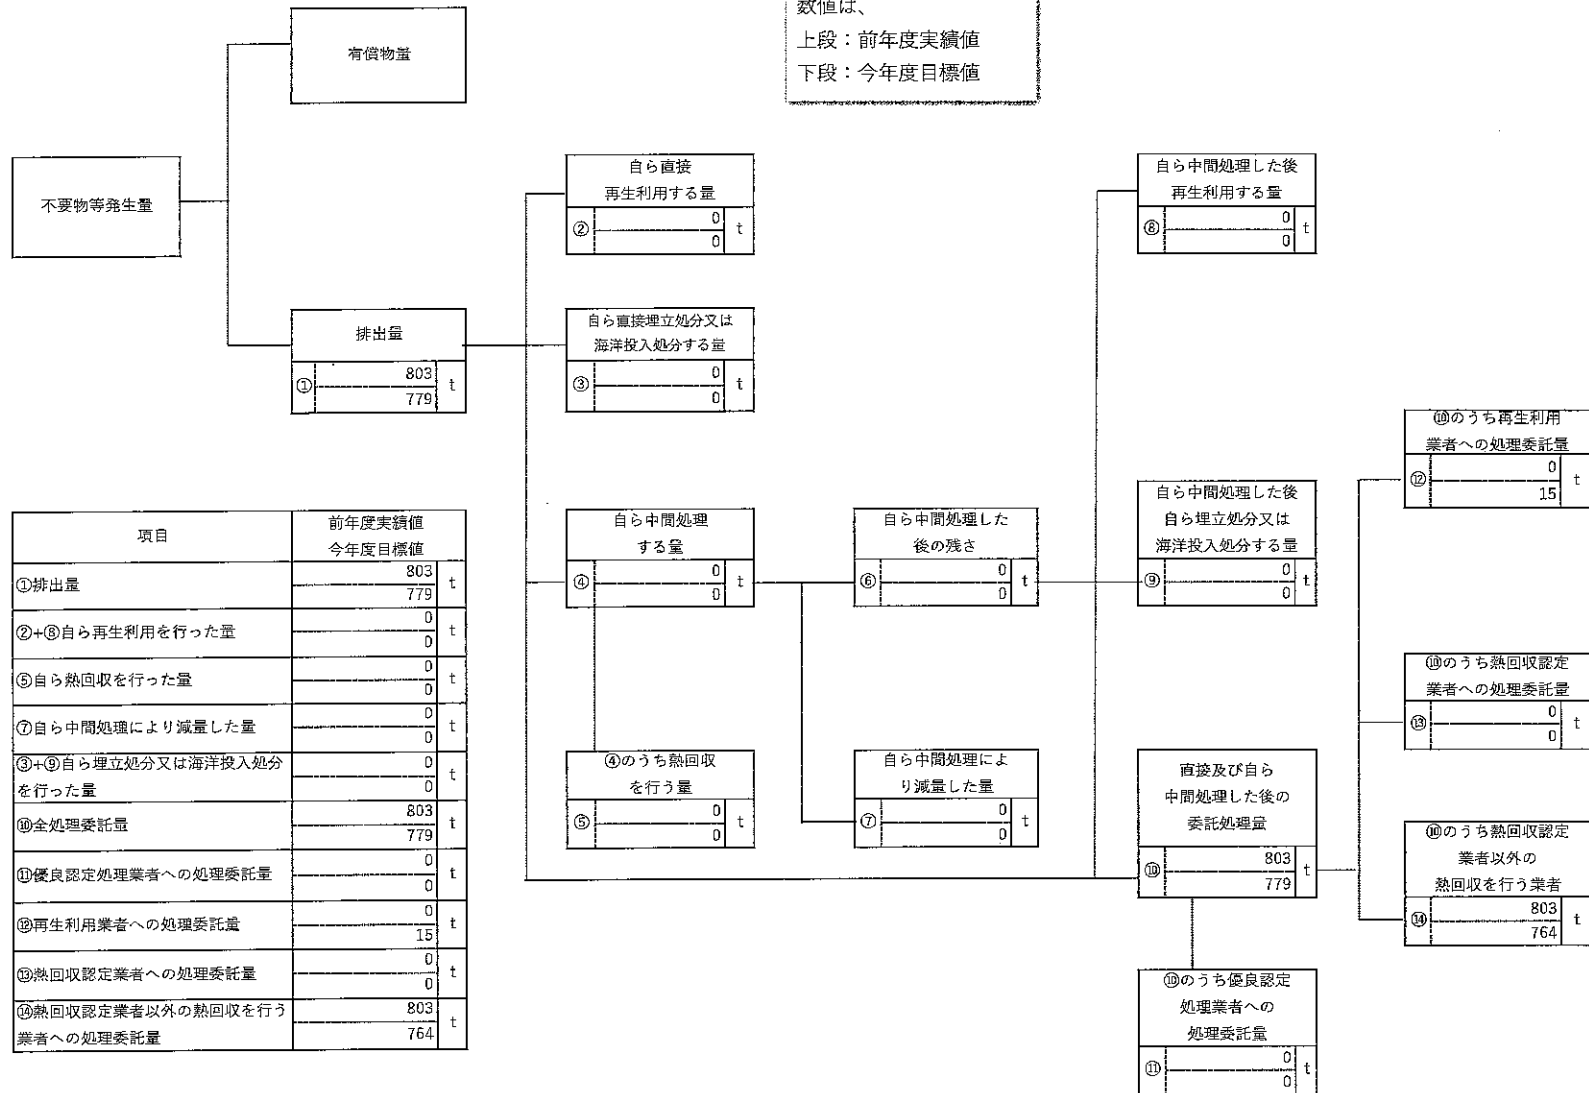 数値は、
上段：前年度実績値
下段：今年度目標値
有償物量
不要物等発生量
排出量
①
803
779
t
自ら直接
再生利用する量
②
0
0
t
自ら直接埋立処分又は
海洋投入処分する量
③
0
0
t
自ら中間処理
する量
④
0
0
t
④のうち熱回収
を行う量
⑤
0
0
t
自ら中間処理した
後の残さ
⑥
0
0
t
自ら中間処理によ
り減量した量
⑦
0
0
t
自ら中間処理した後
再生利用する量
⑧
0
0
t
自ら中間処理した後
自ら埋立処分又は
海洋投入処分する量
⑨
0
0
t
直接及び自ら
中間処理した後の
委託処理量
⑩
803
779
t
⑩のうち優良認定
処理業者への
処理委託量
⑪
0
0
t
⑩のうち再生利用
業者への処理委託量
⑫
0
15
t
⑩のうち熱回収認定
業者への処理委託量
⑬
0
0
t
⑩のうち熱回収認定
業者以外の
熱回収を行う業者
⑭
803
764
t
項目
前年度実績値
今年度目標値
①排出量
803
779
t
②+⑧自ら再生利用を行った量
0
0
t
⑤自ら熱回収を行った量
0
0
t
⑦自ら中間処理により減量した量
0
0
t
③+⑨自ら埋立処分又は海洋投入処分
を行った量
0
0
t
⑩全処理委託量
803
779
t
⑪優良認定処理業者への処理委託量
0
0
t
⑫再生利用業者への処理委託量
0
15
t
⑬熱回収認定業者への処理委託量
0
0
t
⑭熱回収認定業者以外の熱回収を行う
業者への処理委託量
803
764
t